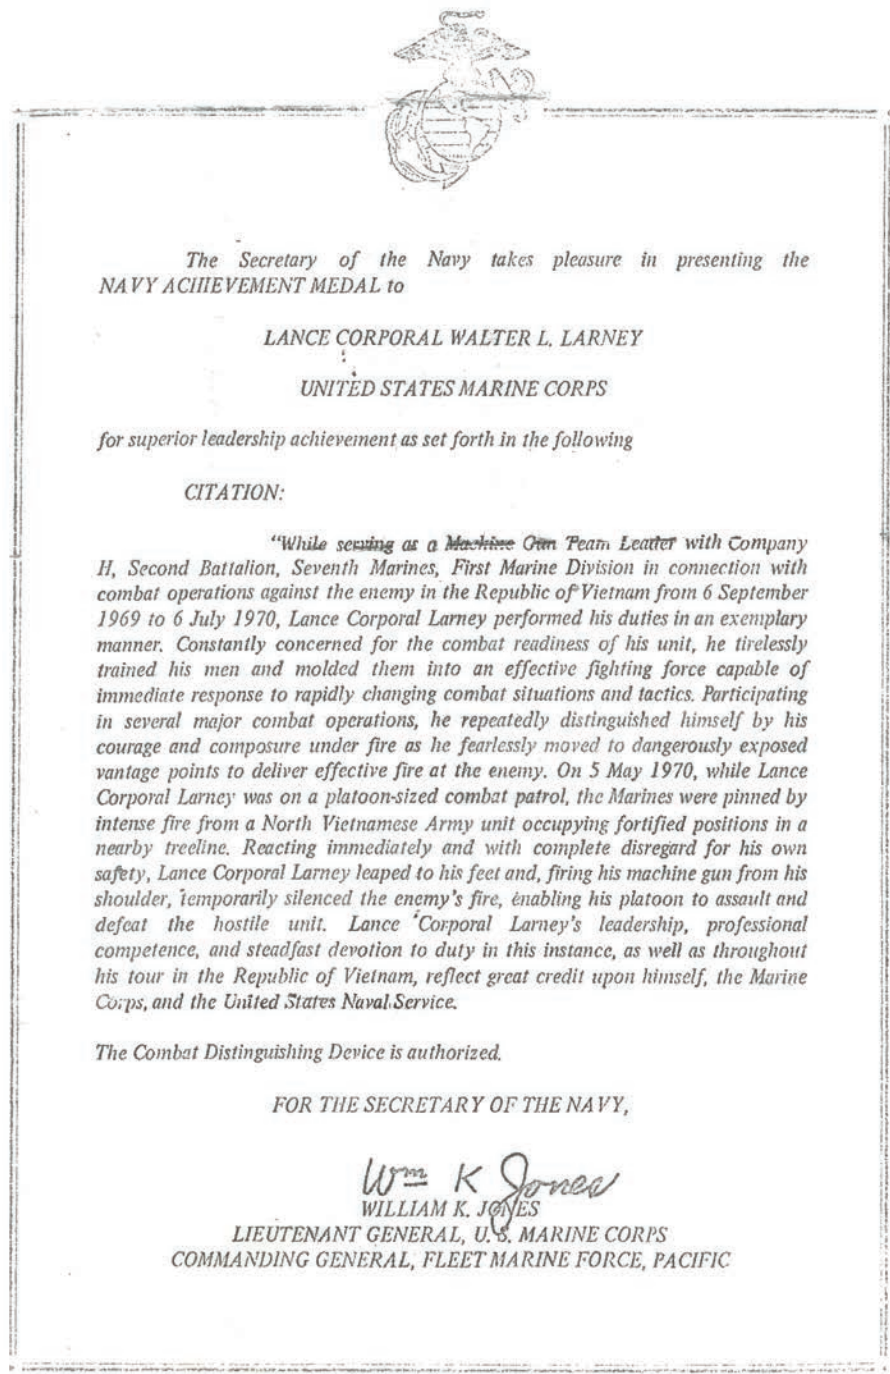 The Secretary of the Navy takes pleasure in presenting the
NAVY ACHIEVEMENT MEDAL to
LANCE CORPORAL WALTER L. LARNEY
UNITED STATES MARINE CORPS
for superior leadership achievement as set forth in the following
CITATION:
"While serving as a Machine Gun Team Leader with Company
H, Second Battalion, Seventh Marines, First Marine Division in connection with
combat operations against the enemy in the Republic of Vietnam from 6 September
1969 to 6 July 1970, Lance Corporal Larney performed his duties in an exemplary
manner. Constantly concerned for the combat readiness of his unit, he tirelessly
trained his men and molded them into an effective fighting force capable of
immediate response to rapidly changing combat situations and tactics. Participating
in several major combat operations, he repeatedly distinguished himself by his
courage and composure under fire as he fearlessly moved to dangerously exposed
vantage points to deliver effective fire at the enemy. On 5 May 1970, while Lance
Corporal Larney was on a platoon-sized combat patrol, the Marines were pinned by
intense fire from a North Vietnamese Army unit occupying fortified positions in a
nearby treeline. Reacting immediately and with complete disregard for his own
safety, Lance Corporal Larney leaped to his feet and, firing his machine gun from his
shoulder, temporarily silenced the enemy's fire, enabling his platoon to assault and
defeat the hostile unit. Lance Corporal Larney's leadership, professional
competence, and steadfast devotion to duty in this instance, as well as throughout
his tour in the Republic of Vietnam, reflect great credit upon himself, the Marine
Corps, and the United States Naval Service.
The Combat Distinguishing Device is authorized.
FOR THE SECRETARY OF THE NAVY,
Wm K Jones
WILLIAM K. JONES
LIEUTENANT GENERAL, U.S. MARINE CORPS
COMMANDING GENERAL, FLEET MARINE FORCE, PACIFIC